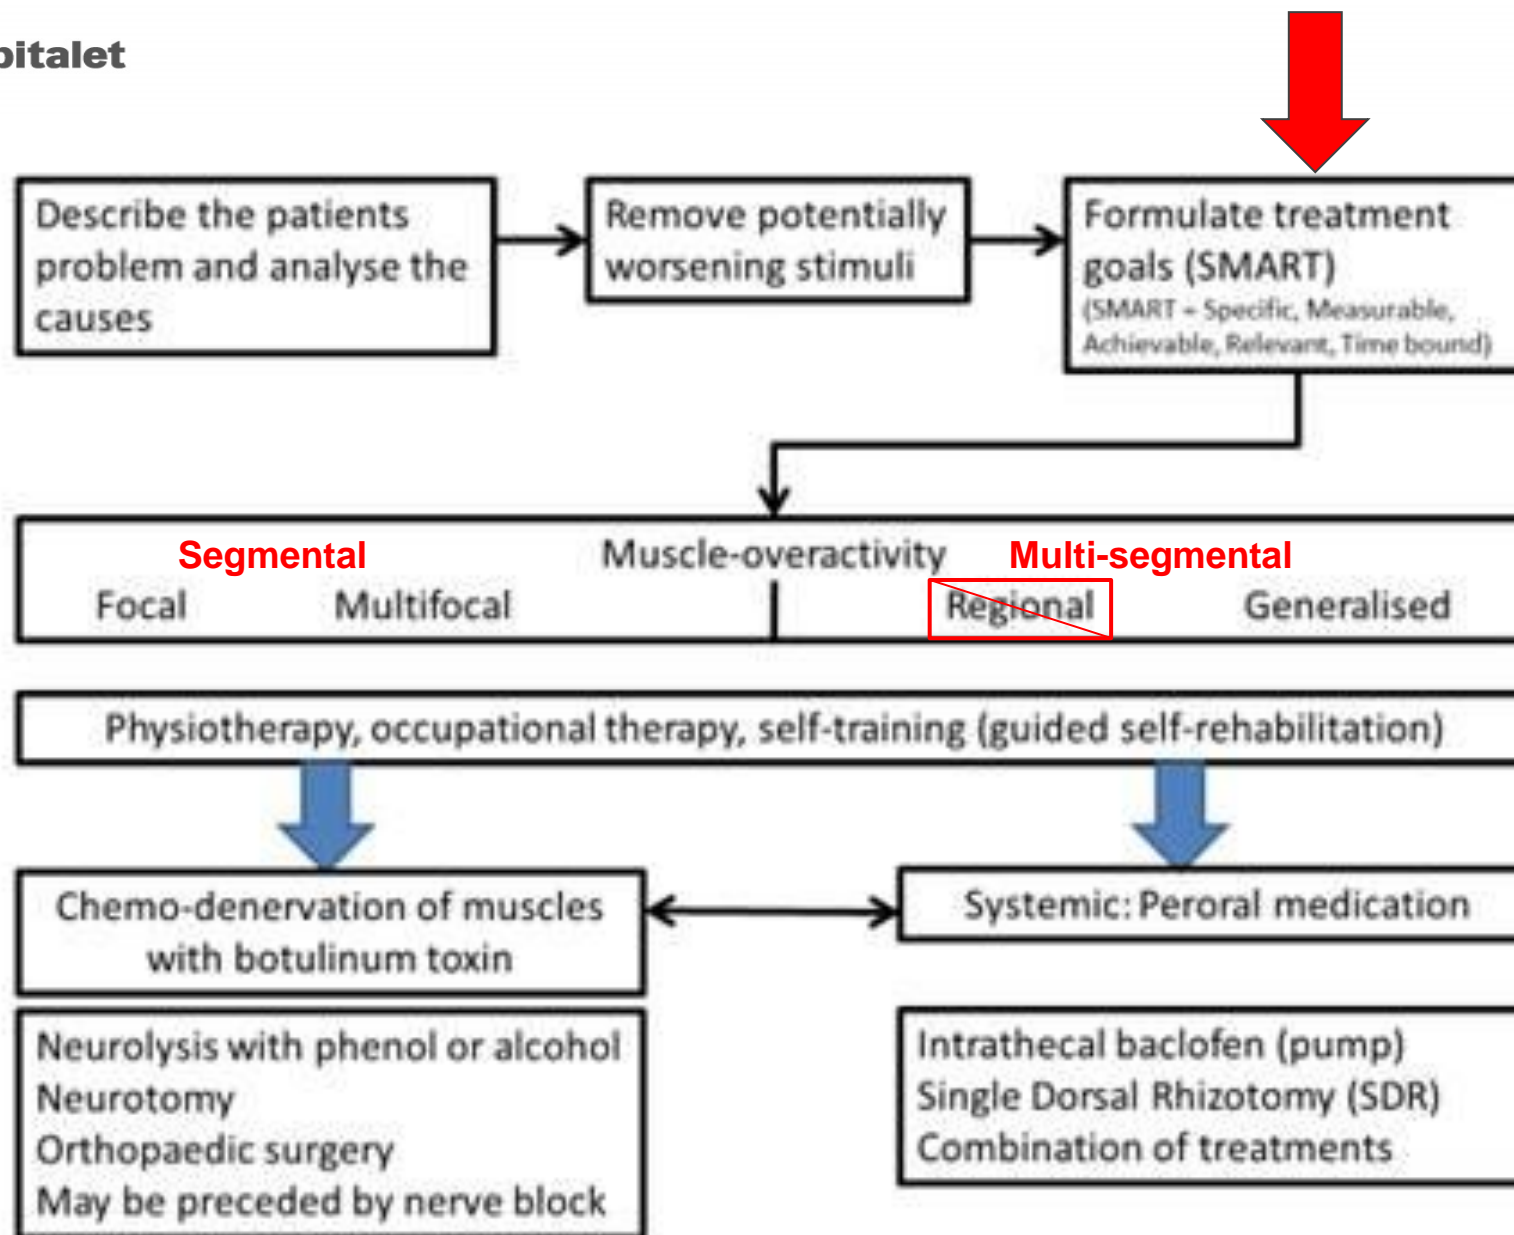 pitalet
Describe the patients
problem and analyse the
causes
Remove potentially
worsening stimuli
Formulate treatment
goals (SMART)
(SMART = Specific, Measurable,
Achievable, Relevant, Time bound)
Segmental Muscle-overactivity Multi-segmental
Focal Multifocal Regional Generalised
Physiotherapy, occupational therapy, self-training (guided self-rehabilitation)
Chemo-denervation of muscles
with botulinum toxin
Systemic: Peroral medication
Neurolysis with phenol or alcohol
Neurotomy
Orthopaedic surgery
May be preceded by nerve block
Intrathecal baclofen (pump)
Single Dorsal Rhizotomy (SDR)
Combination of treatments